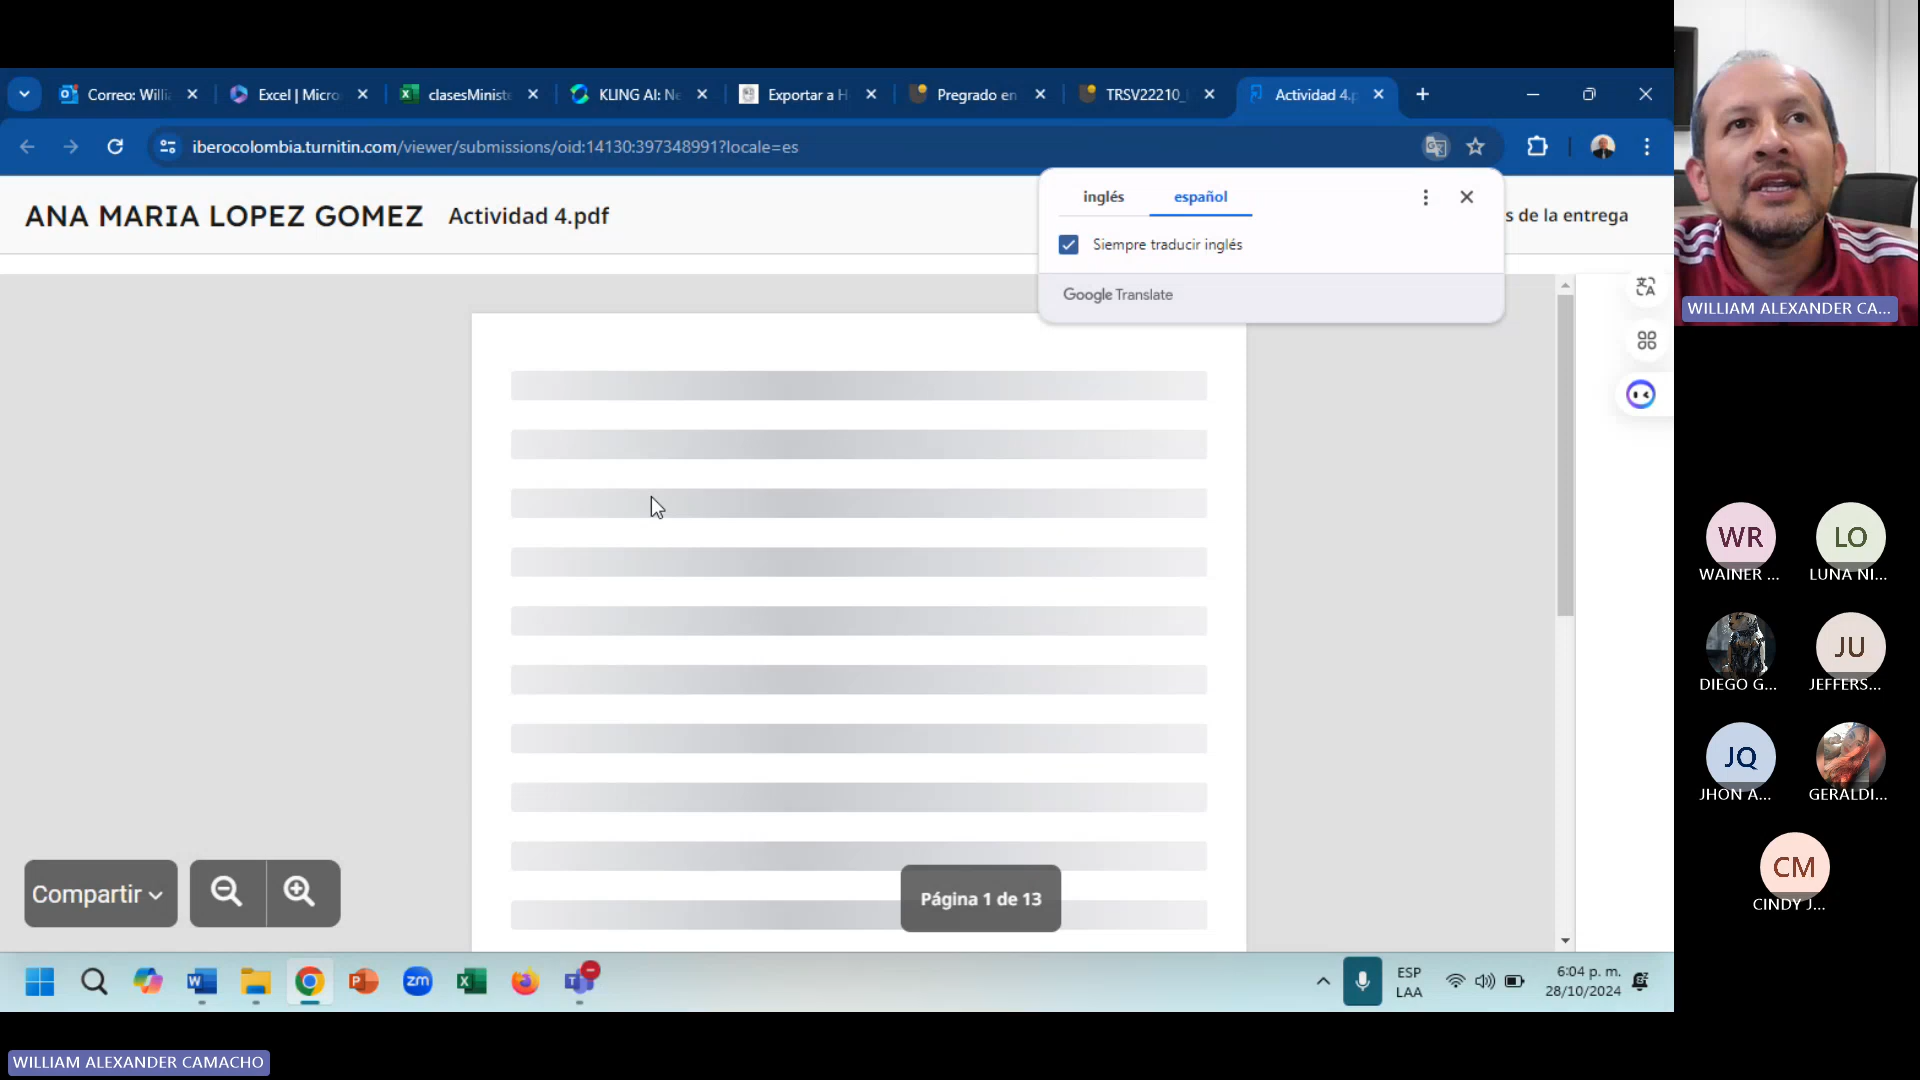 Correo: Willi
Excel | Micro
clasesMiniste
KLING AI: Ne
Exportar a H
Pregrado en
TRSV22210_
Actividad 4.p
iberocolombia.turnitin.com/viewer/submissions/oid:14130:397348991?locale=es
ANA MARIA LOPEZ GOMEZ Actividad 4.pdf
s de la entrega
inglés español
Siempre traducir inglés
Google Translate
WILLIAM ALEXANDER CA...
WR
WAINER ...
LO
LUNA NI...
DIEGO G...
JU
JEFFERS...
JQ
JHON A...
GERALDI...
CM
CINDY J...
Compartir
Página 1 de 13
zm
ESP
LAA
6:04 p. m.
28/10/2024
WILLIAM ALEXANDER CAMACHO